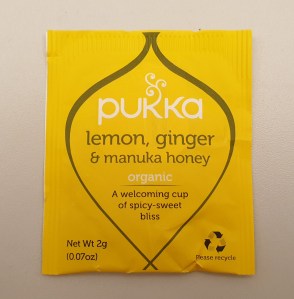 pukka
lemon, ginger
& manuka honey
organic
A welcoming cup
of spicy-sweet
bliss
Net Wt 2g
(0.07oz)
Please recycle